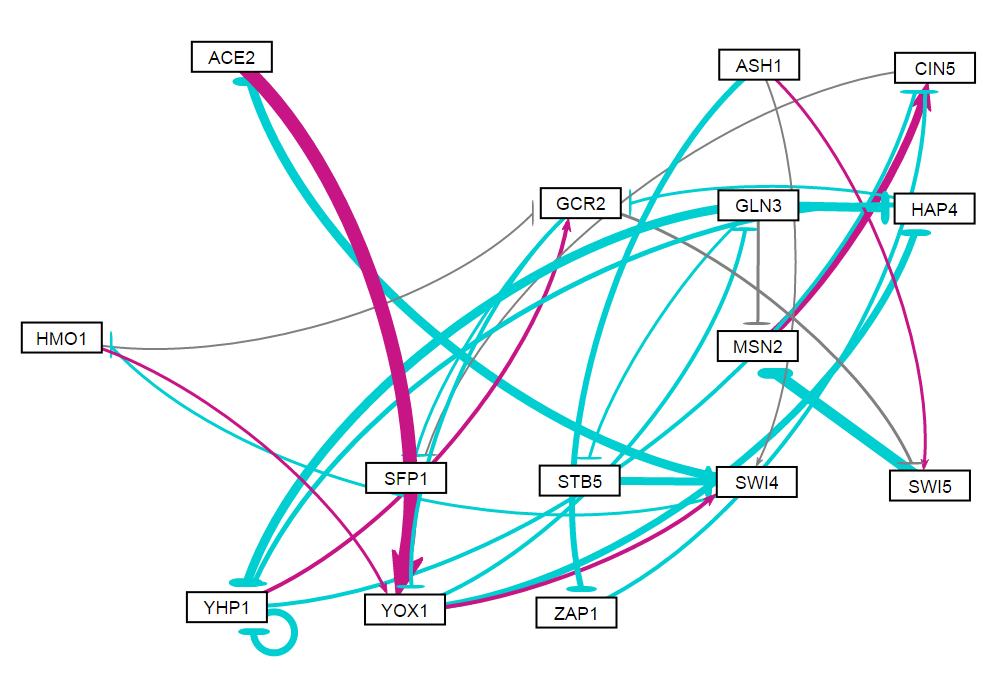 ACE2
ASH1
CIN5
GCR2
GLN3
HAP4
HMO1
MSN2
SFP1
STB5
SWI4
SWI5
YHP1
YOX1
ZAP1